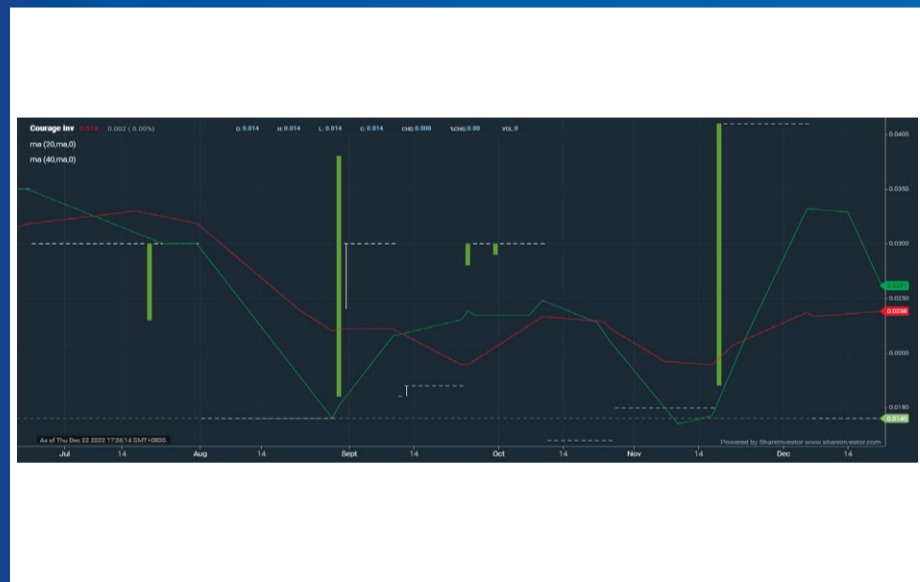 Courage Inv 0.014 0.002 ( 0.00%) O: 0.014 H: 0.014 L: 0.014 C: 0.014 CHG: 0.000 %CHG: 0.00 VOL: 0
ma (20,ma,0)
ma (40,ma,0)
0.0400
0.0350
0.0300
0.0250
0.0238
0.0200
0.0150
0.0140
As of Thu Dec 22 2022 17:26:14 GMT+0800.
Powered by ShareInvestor www.shareinvestor.com
Jul 14 Aug 14 Sept 14 Oct 14 Nov 14 Dec 14